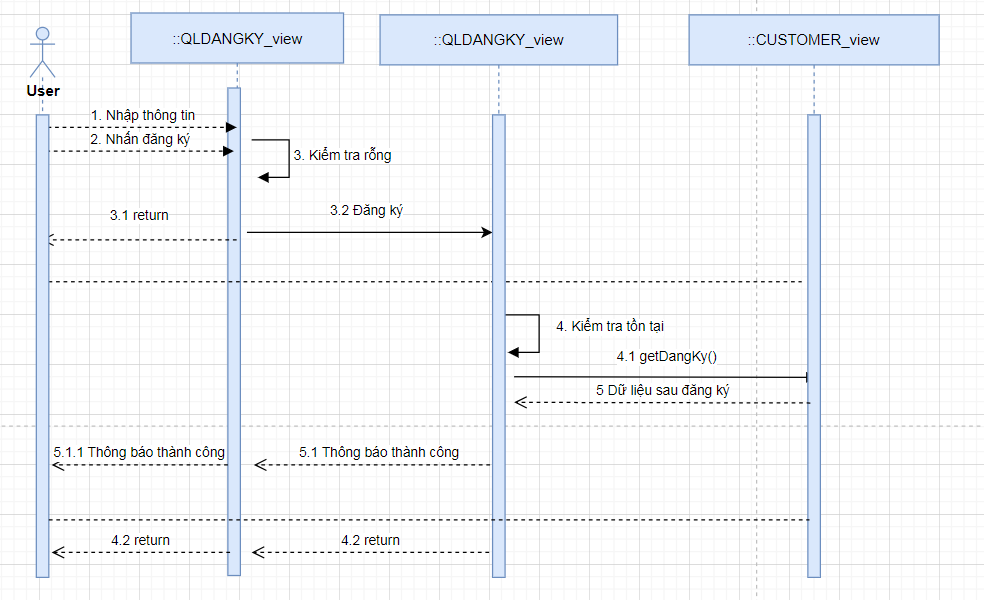 ::QLDANGKY_view
::QLDANGKY_view
::CUSTOMER_view
User
1. Nhập thông tin
2. Nhấn đăng ký
3. Kiểm tra rỗng
3.1 return
3.2 Đăng ký
4. Kiểm tra tồn tại
4.1 getDangKy()
5 Dữ liệu sau đăng ký
5.1.1 Thông báo thành công
5.1 Thông báo thành công
4.2 return
4.2 return